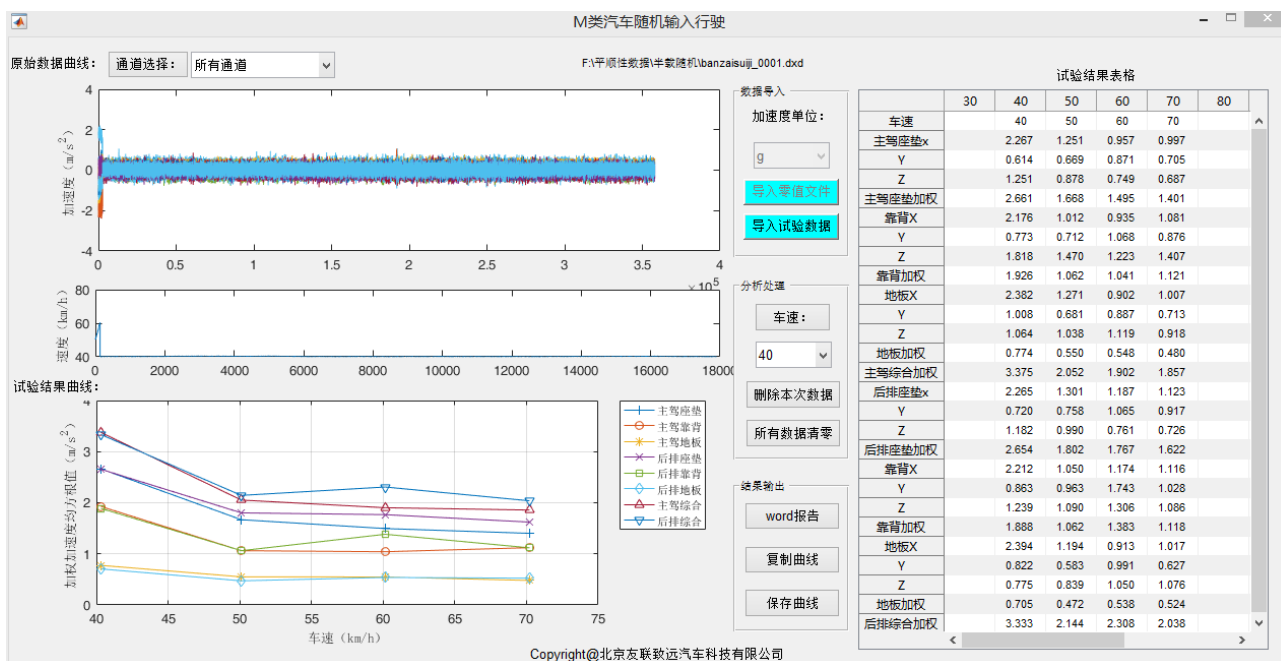 M类汽车随机输入行驶
原始数据曲线： 通道选择： 所有通道
F:\平顺性数据\半载随机\banzaisuiji_0001.dxd
加速度（m/s²）
4
2
0
-2
-4
0 0.5 1 1.5 2 2.5 3 3.5 4
× 10⁵
速度（km/h）
80
60
40
0 2000 4000 6000 8000 10000 12000 14000 16000 18000
试验结果曲线：
加权加速度均方根值（m/s²）
4
3
2
1
0
40 45 50 55 60 65 70 75
车速（km/h）
主驾座垫
主驾靠背
主驾地板
后排座垫
后排靠背
后排地板
主驾综合
后排综合
数据导入
加速度单位：
g
导入零值文件
导入试验数据
分析处理
车速：
40
删除本次数据
所有数据清零
结果输出
word报告
复制曲线
保存曲线
试验结果表格
30 40 50 60 70 80
车速 40 50 60 70
主驾座垫x 2.267 1.251 0.957 0.997
Y 0.614 0.669 0.871 0.705
Z 1.251 0.878 0.749 0.687
主驾座垫加权 2.661 1.668 1.495 1.401
靠背X 2.176 1.012 0.935 1.081
Y 0.773 0.712 1.068 0.876
Z 1.818 1.470 1.223 1.407
靠背加权 1.926 1.062 1.041 1.121
地板X 2.382 1.271 0.902 1.007
Y 1.008 0.681 0.887 0.713
Z 1.064 1.038 1.119 0.918
地板加权 0.774 0.550 0.548 0.480
主驾综合加权 3.375 2.052 1.902 1.857
后排座垫x 2.265 1.301 1.187 1.123
Y 0.720 0.758 1.065 0.917
Z 1.182 0.990 0.761 0.726
后排座垫加权 2.654 1.802 1.767 1.622
靠背X 2.212 1.050 1.174 1.116
Y 0.863 0.963 1.743 1.028
Z 1.239 1.090 1.306 1.086
靠背加权 1.888 1.062 1.383 1.118
地板X 2.394 1.194 0.913 1.017
Y 0.822 0.583 0.991 0.627
Z 0.775 0.839 1.050 1.076
地板加权 0.705 0.472 0.538 0.524
后排综合加权 3.333 2.144 2.308 2.038
Copyright@北京友联致远汽车科技有限公司